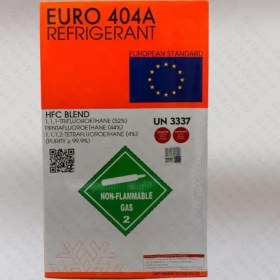 EURO 404A
REFRIGERANT
EUROPEAN STANDARD
HFC BLEND
1,1,1-TRIFLUOROETHANE (52%)
PENTAFLUOROETHANE (44%)
1,1,1,2-TETRAFLUOROETHANE (4%)
(PURITY ≥ 99.9%)
UN 3337
NON-FLAMMABLE
GAS
2